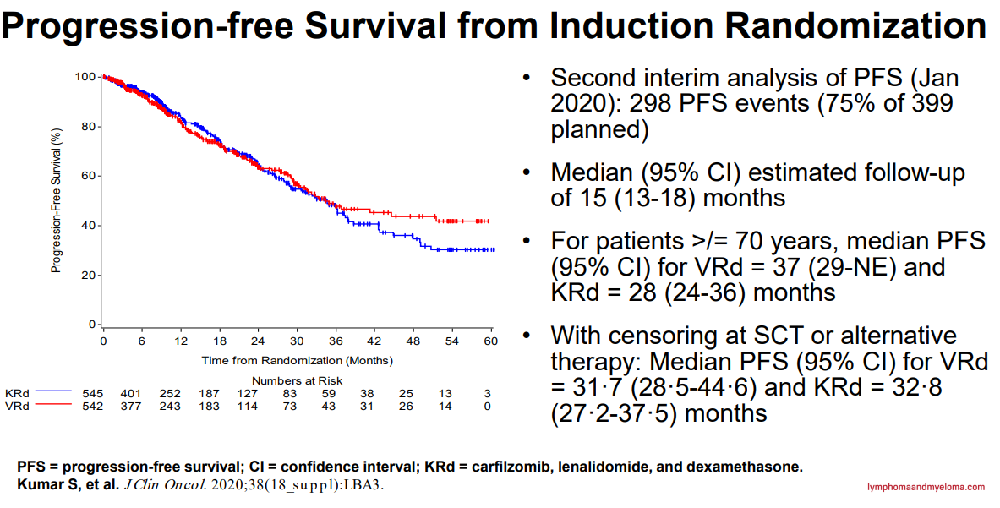 Progression-free Survival from Induction Randomization
100
80
60
40
20
0
Progression-Free Survival (%)
0 6 12 18 24 30 36 42 48 54 60
Time from Randomization (Months)
Numbers at Risk
KRd 545 401 252 187 127 83 59 38 25 13 3
VRd 542 377 243 183 114 73 43 31 26 14 0
• Second interim analysis of PFS (Jan
2020): 298 PFS events (75% of 399
planned)
• Median (95% CI) estimated follow-up
of 15 (13-18) months
• For patients >/= 70 years, median PFS
(95% CI) for VRd = 37 (29-NE) and
KRd = 28 (24-36) months
• With censoring at SCT or alternative
therapy: Median PFS (95% CI) for VRd
= 31·7 (28·5-44·6) and KRd = 32·8
(27·2-37·5) months
PFS = progression-free survival; CI = confidence interval; KRd = carfilzomib, lenalidomide, and dexamethasone.
Kumar S, et al. J Clin Oncol. 2020;38(18_suppl):LBA3.
lymphomaandmyeloma.com